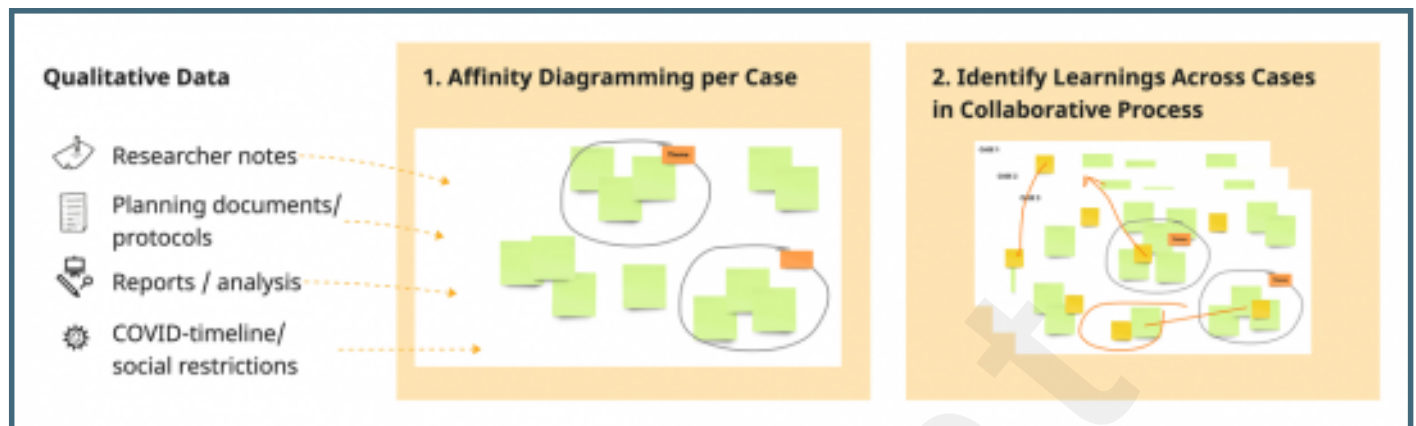 Qualitative Data
Researcher notes
Planning documents/
protocols
Reports / analysis
COVID-timeline/
social restrictions
1. Affinity Diagramming per Case
Theme
2. Identify Learnings Across Cases
in Collaborative Process